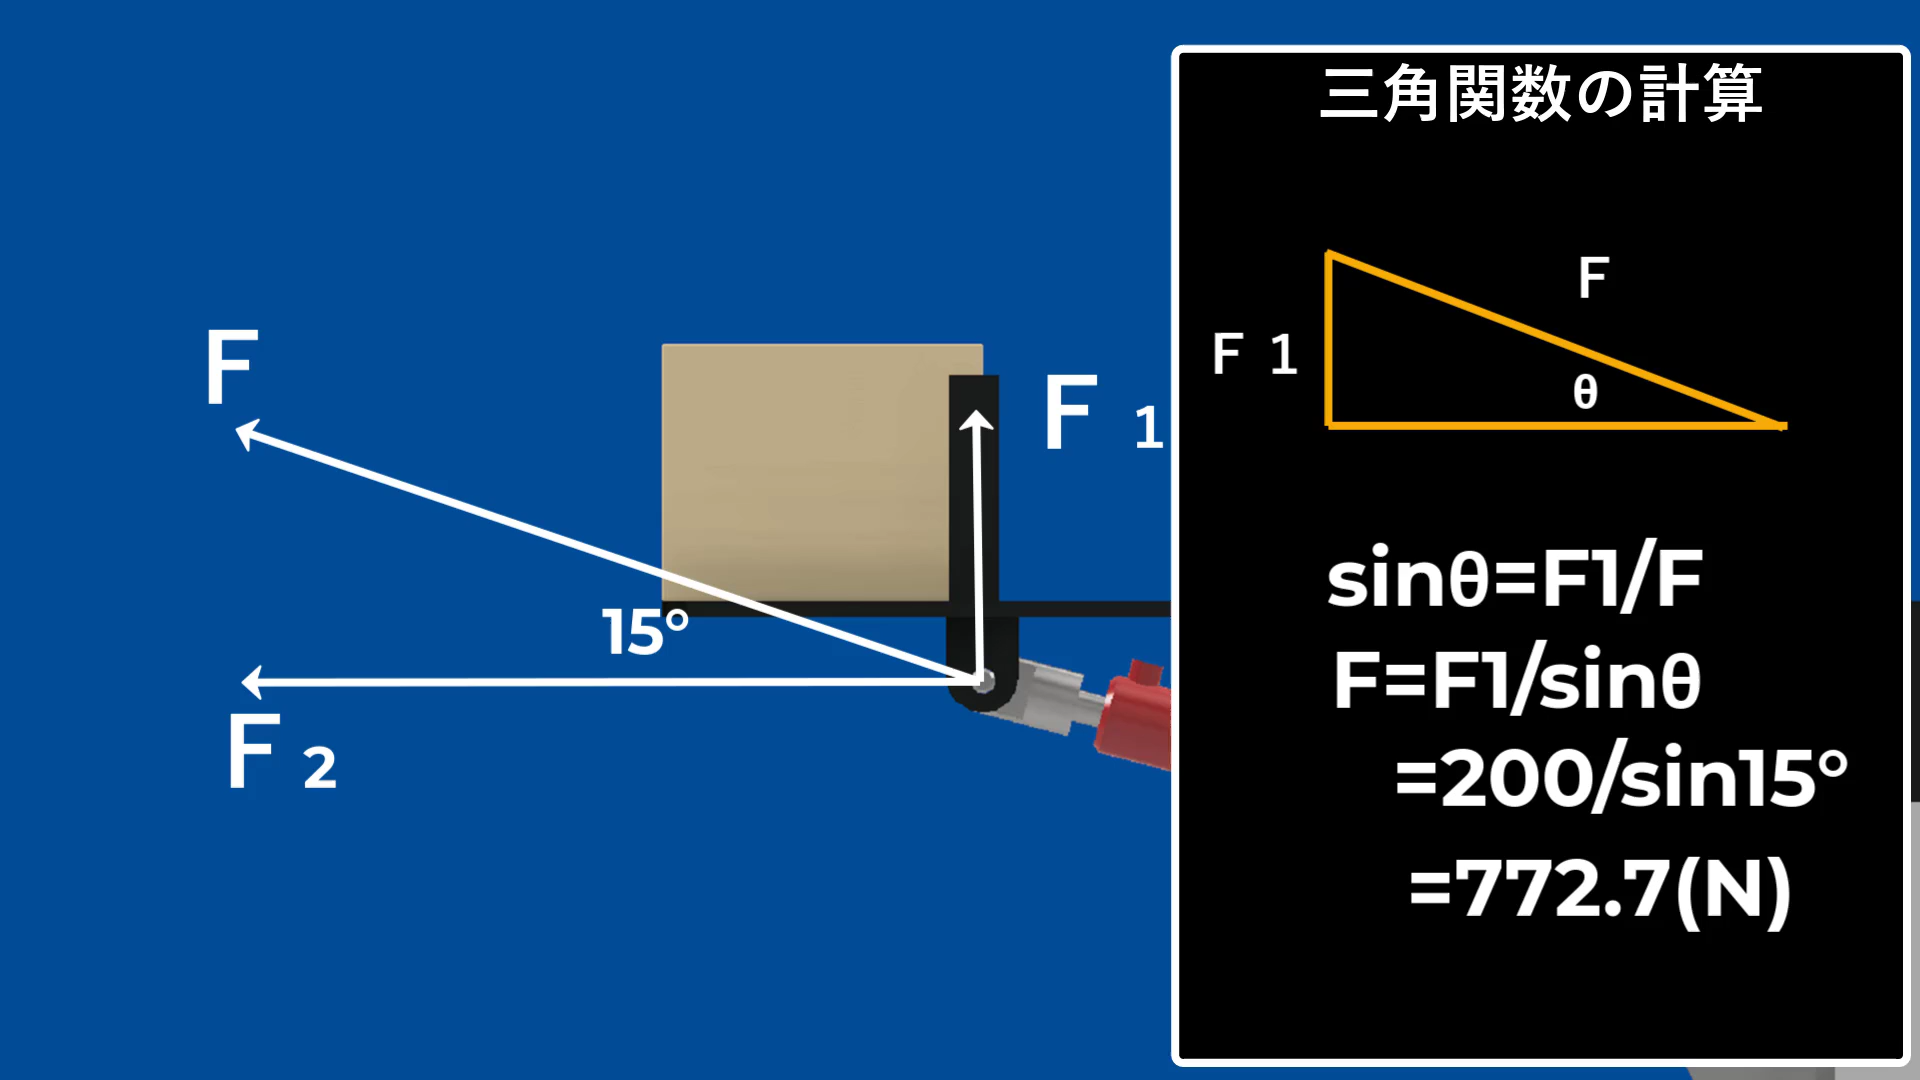 F
F 1
15°
F 2
三角関数の計算
F
F 1
θ
sinθ=F1/F
F=F1/sinθ
=200/sin15°
=772.7(N)